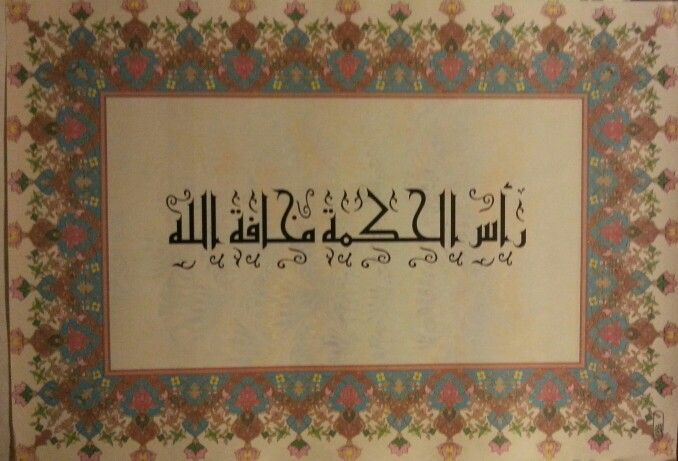 رأس الحكمة مخافة الله